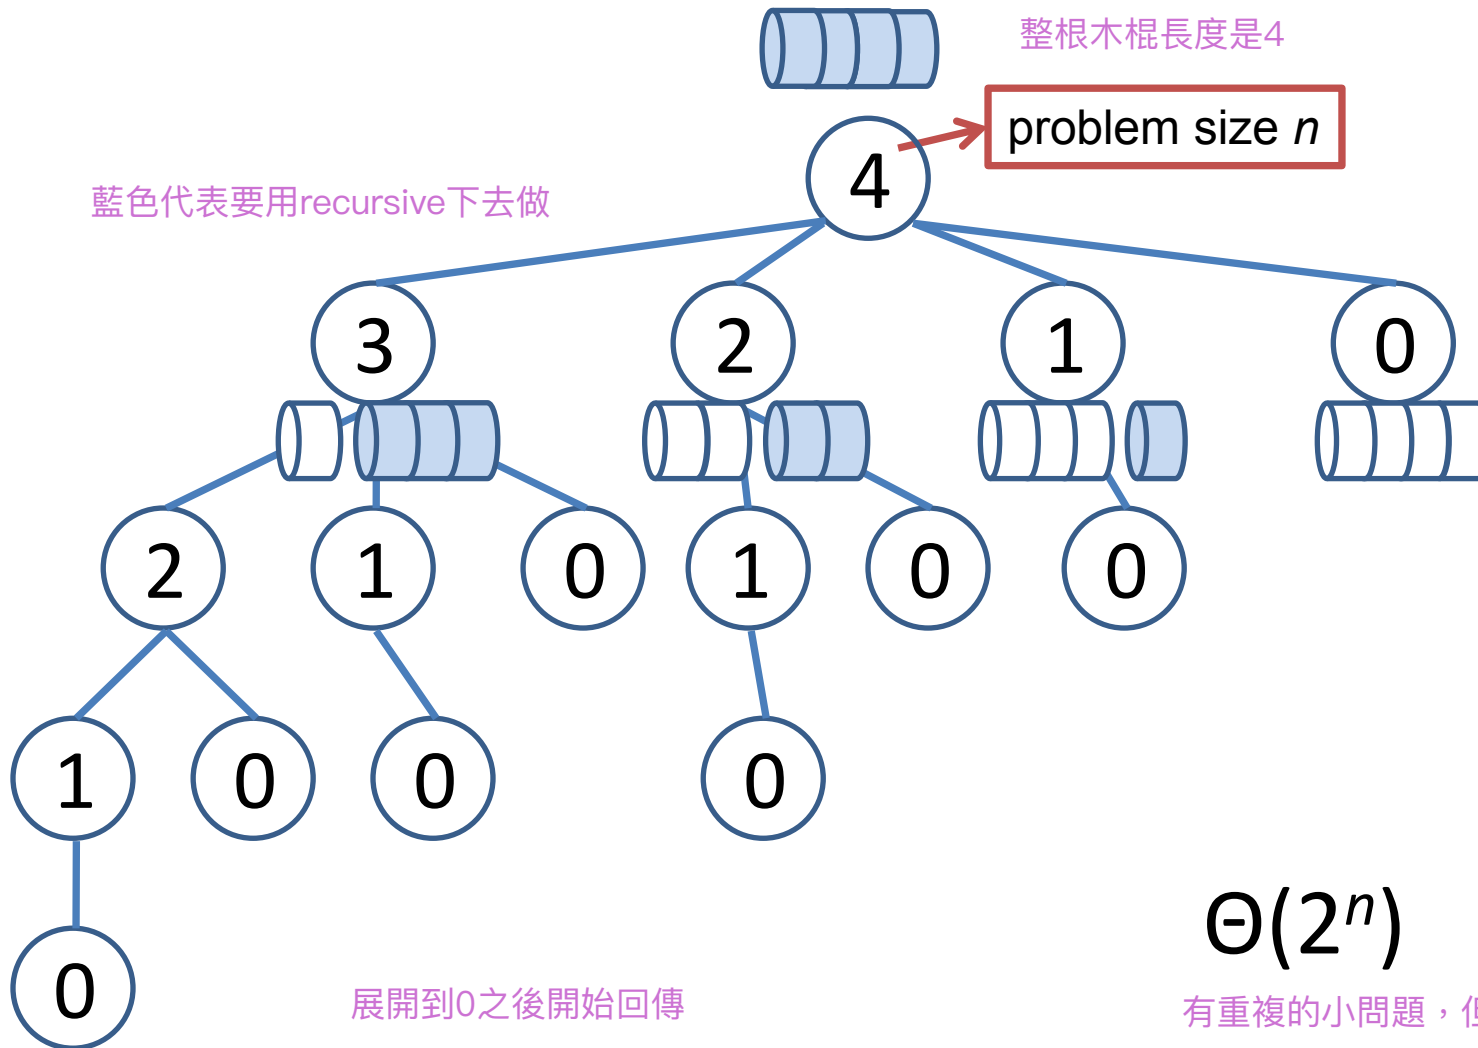 整根木棍長度是4
problem size n
4
藍色代表要用recursive下去做
3 2 1 0
2 1 0 1 0 0
1 0 0 0
Θ(2ⁿ)
0
展開到0之後開始回傳
有重複的小問題，但